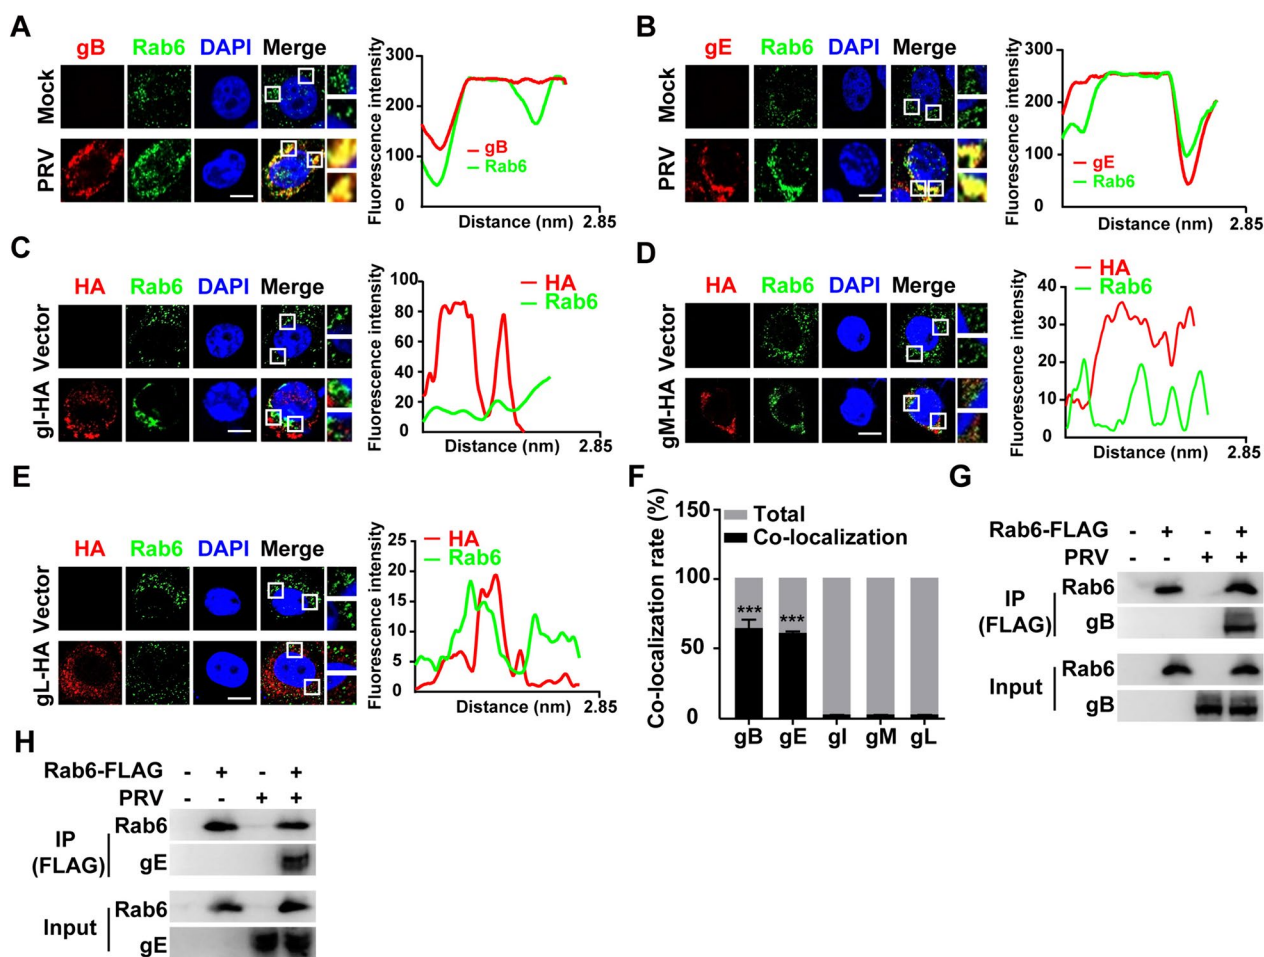 A
gB Rab6 DAPI Merge
Mock
PRV
Fluorescence intensity
300
200
100
0
gB
Rab6
Distance (nm) 2.85
B
gE Rab6 DAPI Merge
Mock
PRV
Fluorescence intensity
300
200
100
0
gE
Rab6
Distance (nm) 2.85
C
HA Rab6 DAPI Merge
Vector
gI-HA
Fluorescence intensity
100
80
60
40
20
0
HA
Rab6
Distance (nm) 2.85
D
HA Rab6 DAPI Merge
Vector
gM-HA
Fluorescence intensity
40
30
20
10
0
HA
Rab6
Distance (nm) 2.85
E
HA Rab6 DAPI Merge
Vector
gL-HA
Fluorescence intensity
25
20
15
10
5
0
HA
Rab6
Distance (nm) 2.85
F
Co-localization rate (%)
150
100
50
0
Total
Co-localization
*** ***
gB gE gI gM gL
G
Rab6-FLAG - + - +
PRV - - + +
IP
(FLAG)
Rab6
gB
Input
Rab6
gB
H
Rab6-FLAG - + - +
PRV - - + +
IP
(FLAG)
Rab6
gE
Input
Rab6
gE